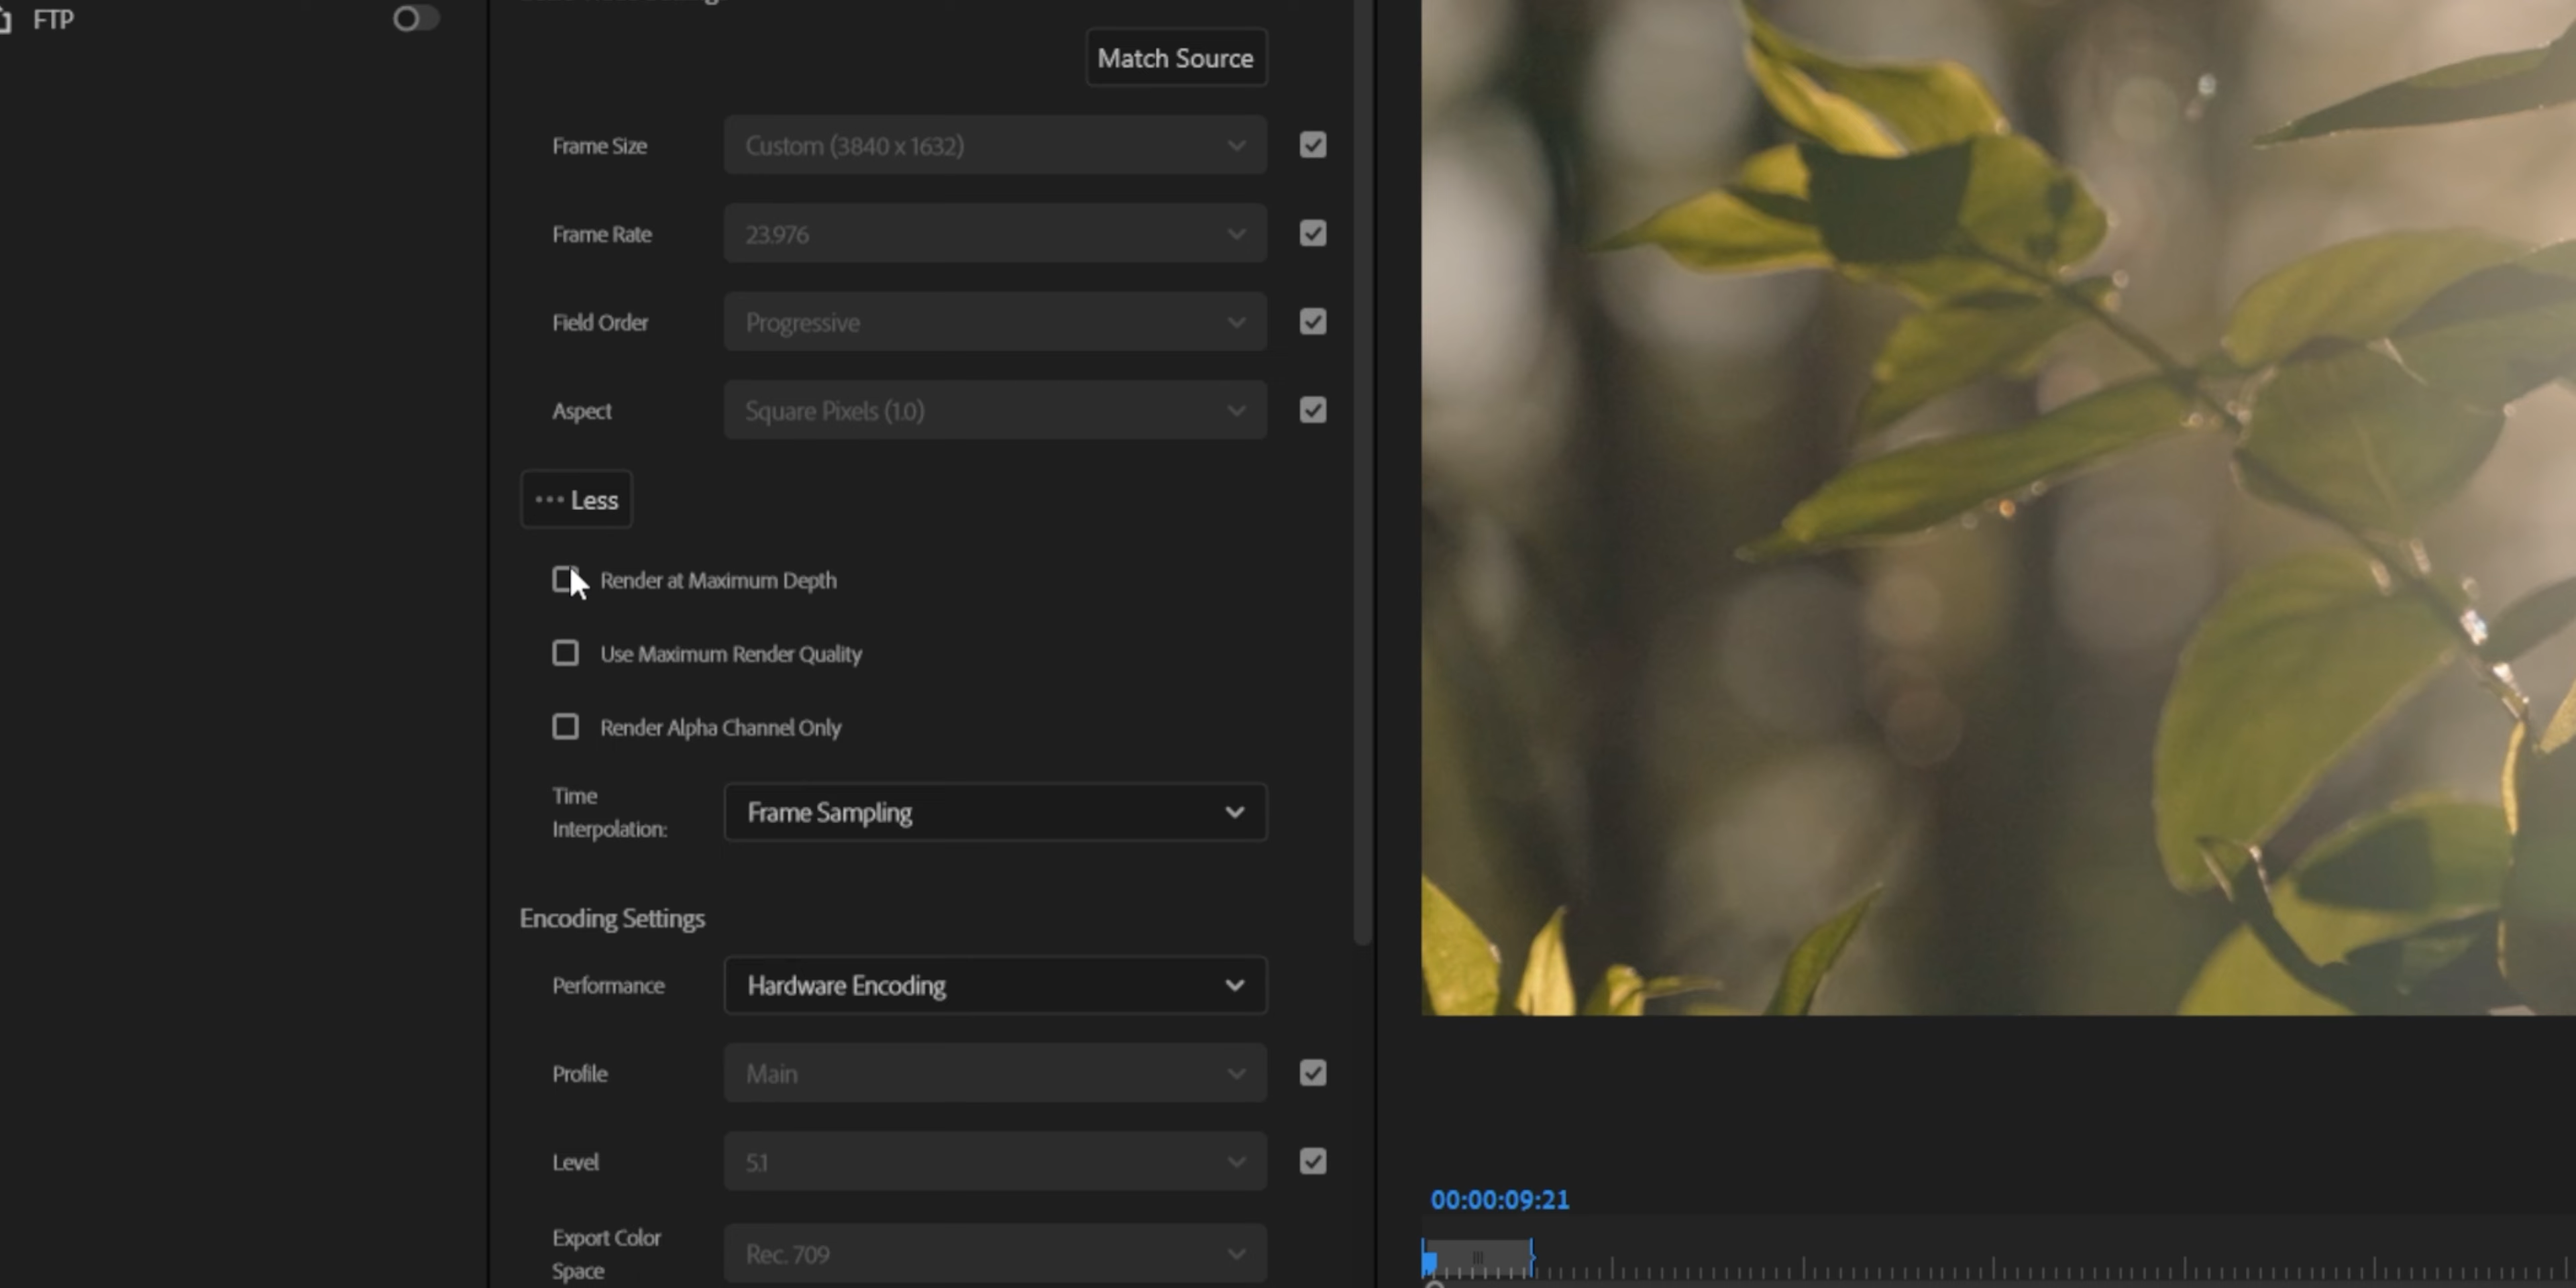 FTP
Match Source
Frame Size
Custom (3840 x 1632)
Frame Rate
23.976
Field Order
Progressive
Aspect
Square Pixels (1.0)
Less
Render at Maximum Depth
Use Maximum Render Quality
Render Alpha Channel Only
Time
Interpolation:
Frame Sampling
Encoding Settings
Performance
Hardware Encoding
Profile
Main
Level
5.1
Export Color
Space
Rec. 709
00:00:09:21